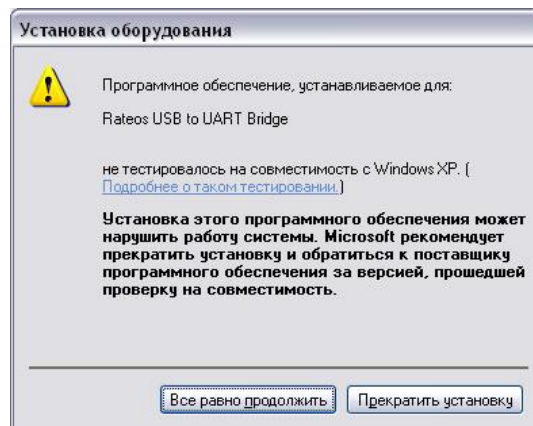 Установка оборудования
Программное обеспечение, устанавливаемое для:
Rateos USB to UART Bridge
не тестировалось на совместимость с Windows XP. (
Подробнее о таком тестировании.)
Установка этого программного обеспечения может
нарушить работу системы. Microsoft рекомендует
прекратить установку и обратиться к поставщику
программного обеспечения за версией, прошедшей
проверку на совместимость.
Все равно продолжить
Прекратить установку